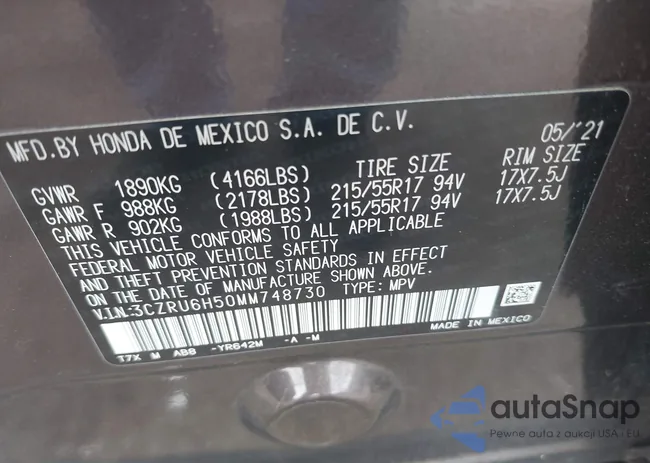 MFD.BY HONDA DE MEXICO S.A. DE C.V. 05/'21
GVWR 1890KG (4166LBS) TIRE SIZE RIM SIZE
GAWR F 988KG (2178LBS) 215/55R17 94V 17X7.5J
GAWR R 902KG (1988LBS) 215/55R17 94V 17X7.5J
THIS VEHICLE CONFORMS TO ALL APPLICABLE
FEDERAL MOTOR VEHICLE SAFETY
AND THEFT PREVENTION STANDARDS IN EFFECT
ON THE DATE OF MANUFACTURE SHOWN ABOVE.
V.I.N:3CZRU6H50MM748730 TYPE: MPV
MADE IN MEXICO
T7X M AB8 -YR642M -A -M
autaSnap
Pewne auta z aukcji USA - EU